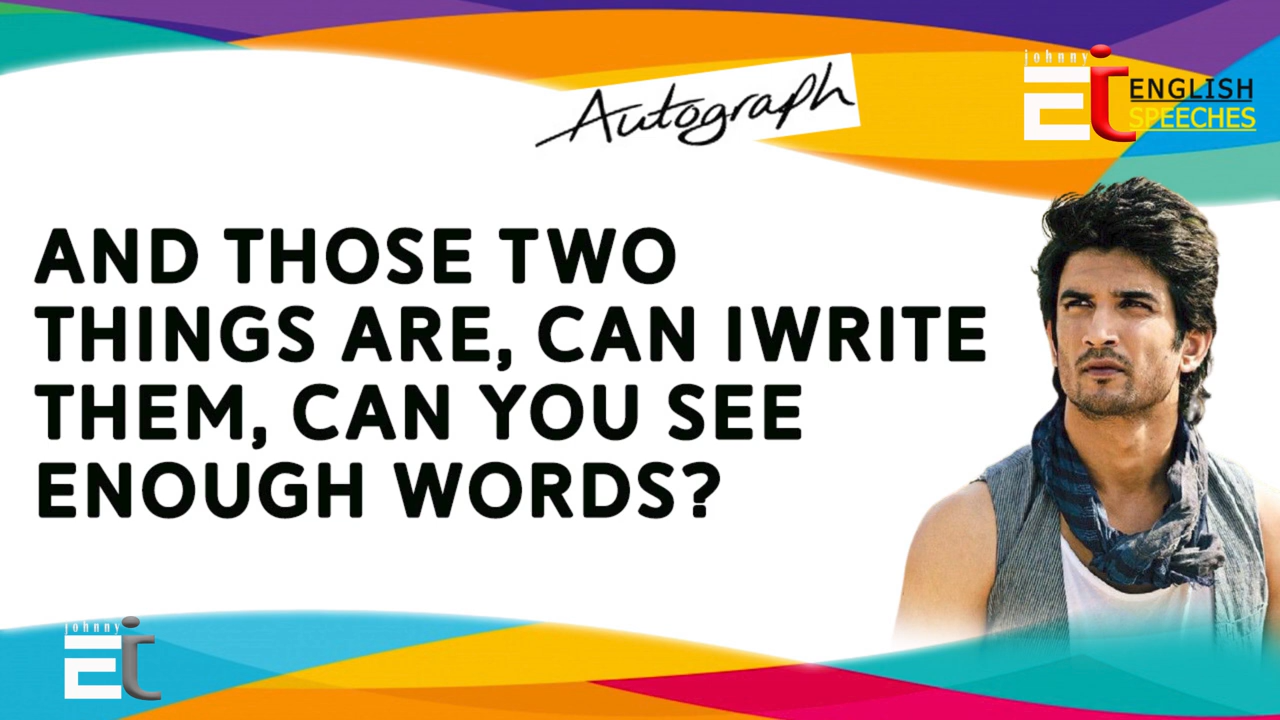 Autograph
johnny
ENGLISH
SPEECHES
AND THOSE TWO
THINGS ARE, CAN IWRITE
THEM, CAN YOU SEE
ENOUGH WORDS?
johnny